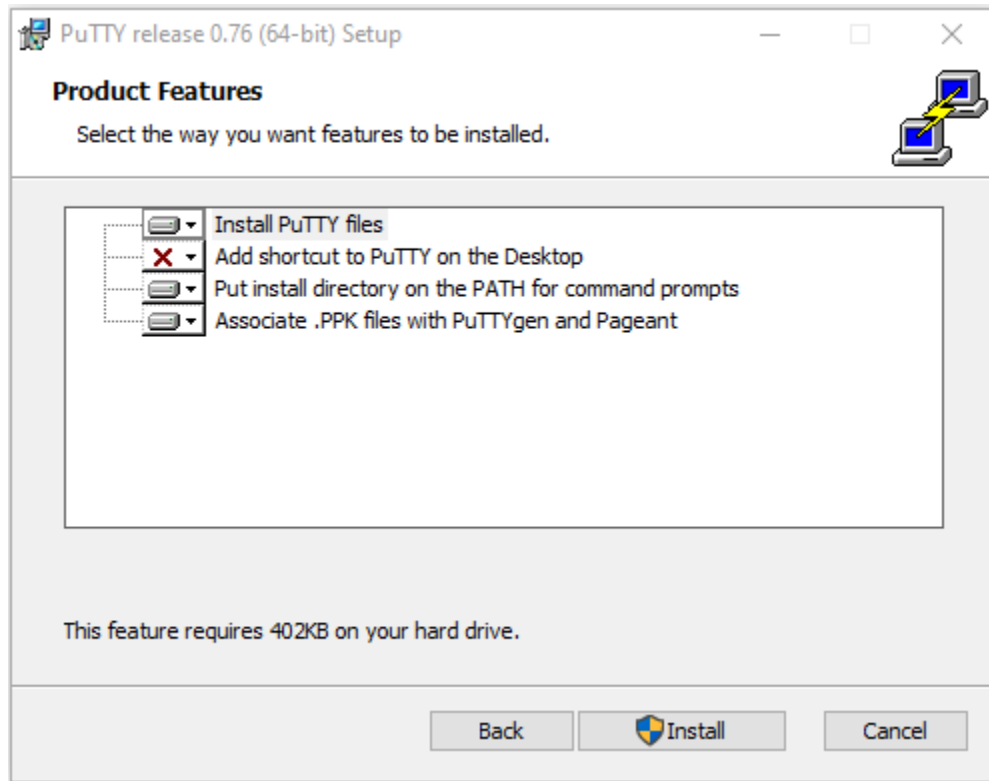 PuTTY release 0.76 (64-bit) Setup
Product Features
Select the way you want features to be installed.
Install PuTTY files
Add shortcut to PuTTY on the Desktop
Put install directory on the PATH for command prompts
Associate .PPK files with PuTTYgen and Pageant
This feature requires 402KB on your hard drive.
Back Install Cancel